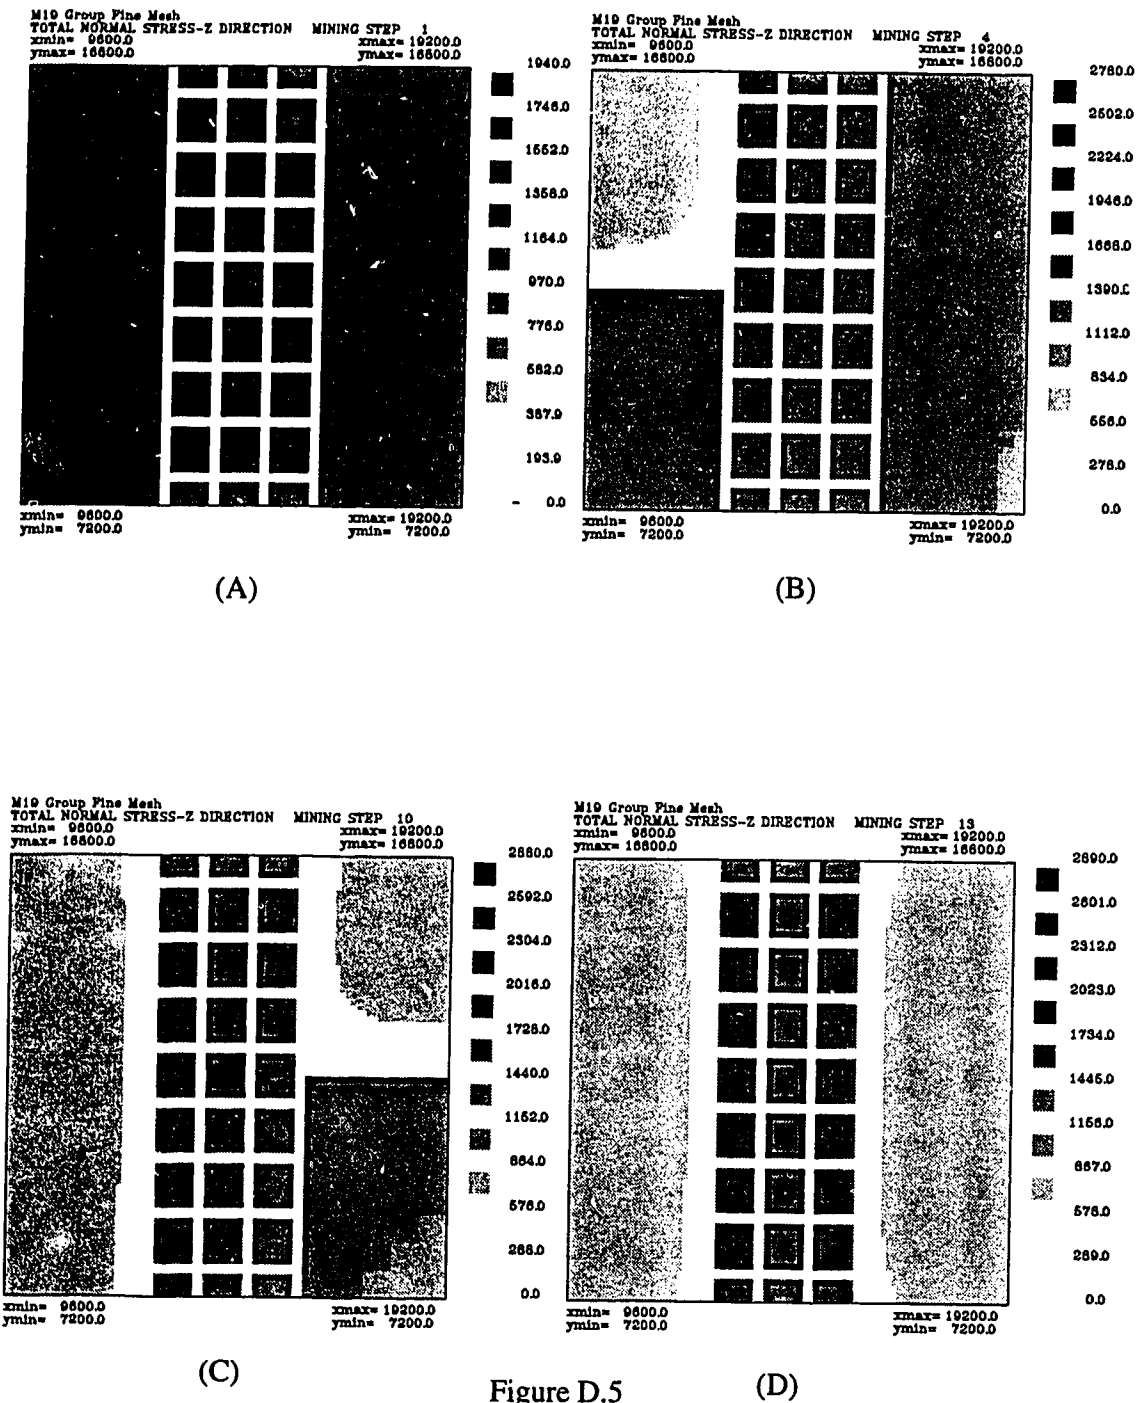 M19 Group Fine Mesh
TOTAL NORMAL STRESS-Z DIRECTION MINING STEP 1
xmin= 9600.0 xmax= 19200.0
ymax= 16800.0 ymax= 16800.0
1940.0
1746.0
1552.0
1358.0
1164.0
970.0
776.0
582.0
387.9
193.9
0.0
xmin= 9600.0 xmax= 19200.0
ymin= 7200.0 ymin= 7200.0
(A)
M19 Group Fine Mesh
TOTAL NORMAL STRESS-Z DIRECTION MINING STEP 4
xmin= 9600.0 xmax= 19200.0
ymax= 16800.0 ymax= 16800.0
2780.0
2502.0
2224.0
1946.0
1668.0
1390.0
1112.0
834.0
556.0
278.0
0.0
xmin= 9600.0 xmax= 19200.0
ymin= 7200.0 ymin= 7200.0
(B)
M19 Group Fine Mesh
TOTAL NORMAL STRESS-Z DIRECTION MINING STEP 10
xmin= 9600.0 xmax= 19200.0
ymax= 16800.0 ymax= 16800.0
2880.0
2592.0
2304.0
2016.0
1728.0
1440.0
1152.0
864.0
576.0
288.0
0.0
xmin= 9600.0 xmax= 19200.0
ymin= 7200.0 ymin= 7200.0
(C)
M19 Group Fine Mesh
TOTAL NORMAL STRESS-Z DIRECTION MINING STEP 13
xmin= 9600.0 xmax= 19200.0
ymax= 16800.0 ymax= 16800.0
2890.0
2601.0
2312.0
2023.0
1734.0
1445.0
1156.0
867.0
578.0
289.0
0.0
xmin= 9600.0 xmax= 19200.0
ymin= 7200.0 ymin= 7200.0
(D)
Figure D.5